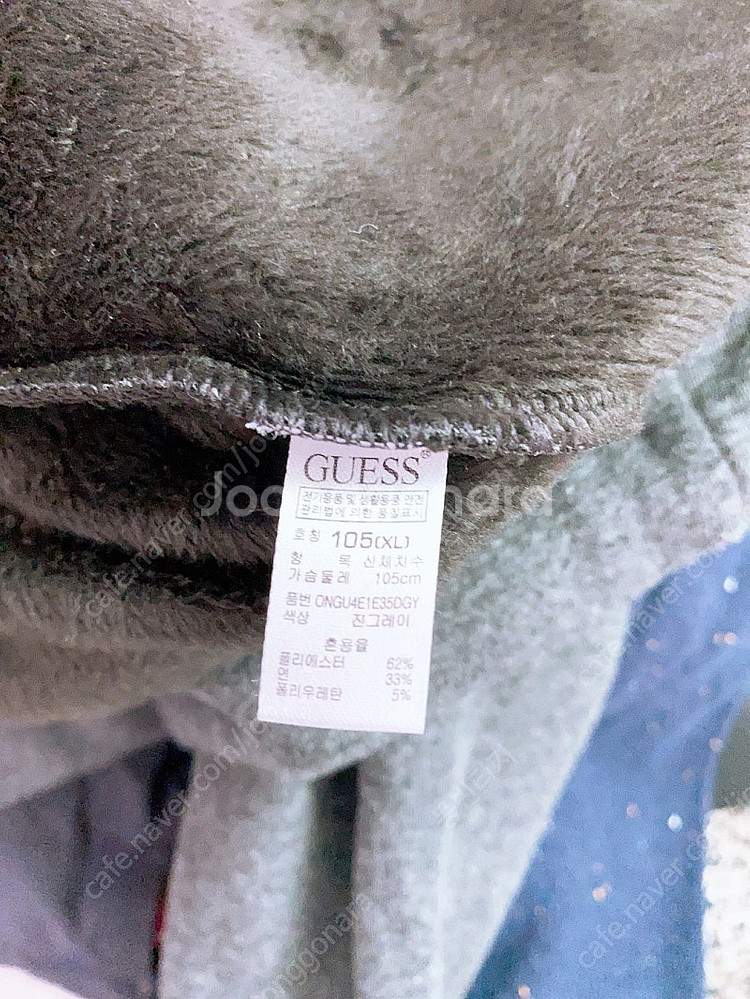 GUESS®
전기용품 및 생활용품 안전
관리법에 의한 품질표시
호칭 105(XL)
항 목 신체치수
가슴둘레 105cm
품번 ONGU4E1E35DGY
색상 진그레이
혼용율
폴리에스터 62%
면 33%
폴리우레탄 5%